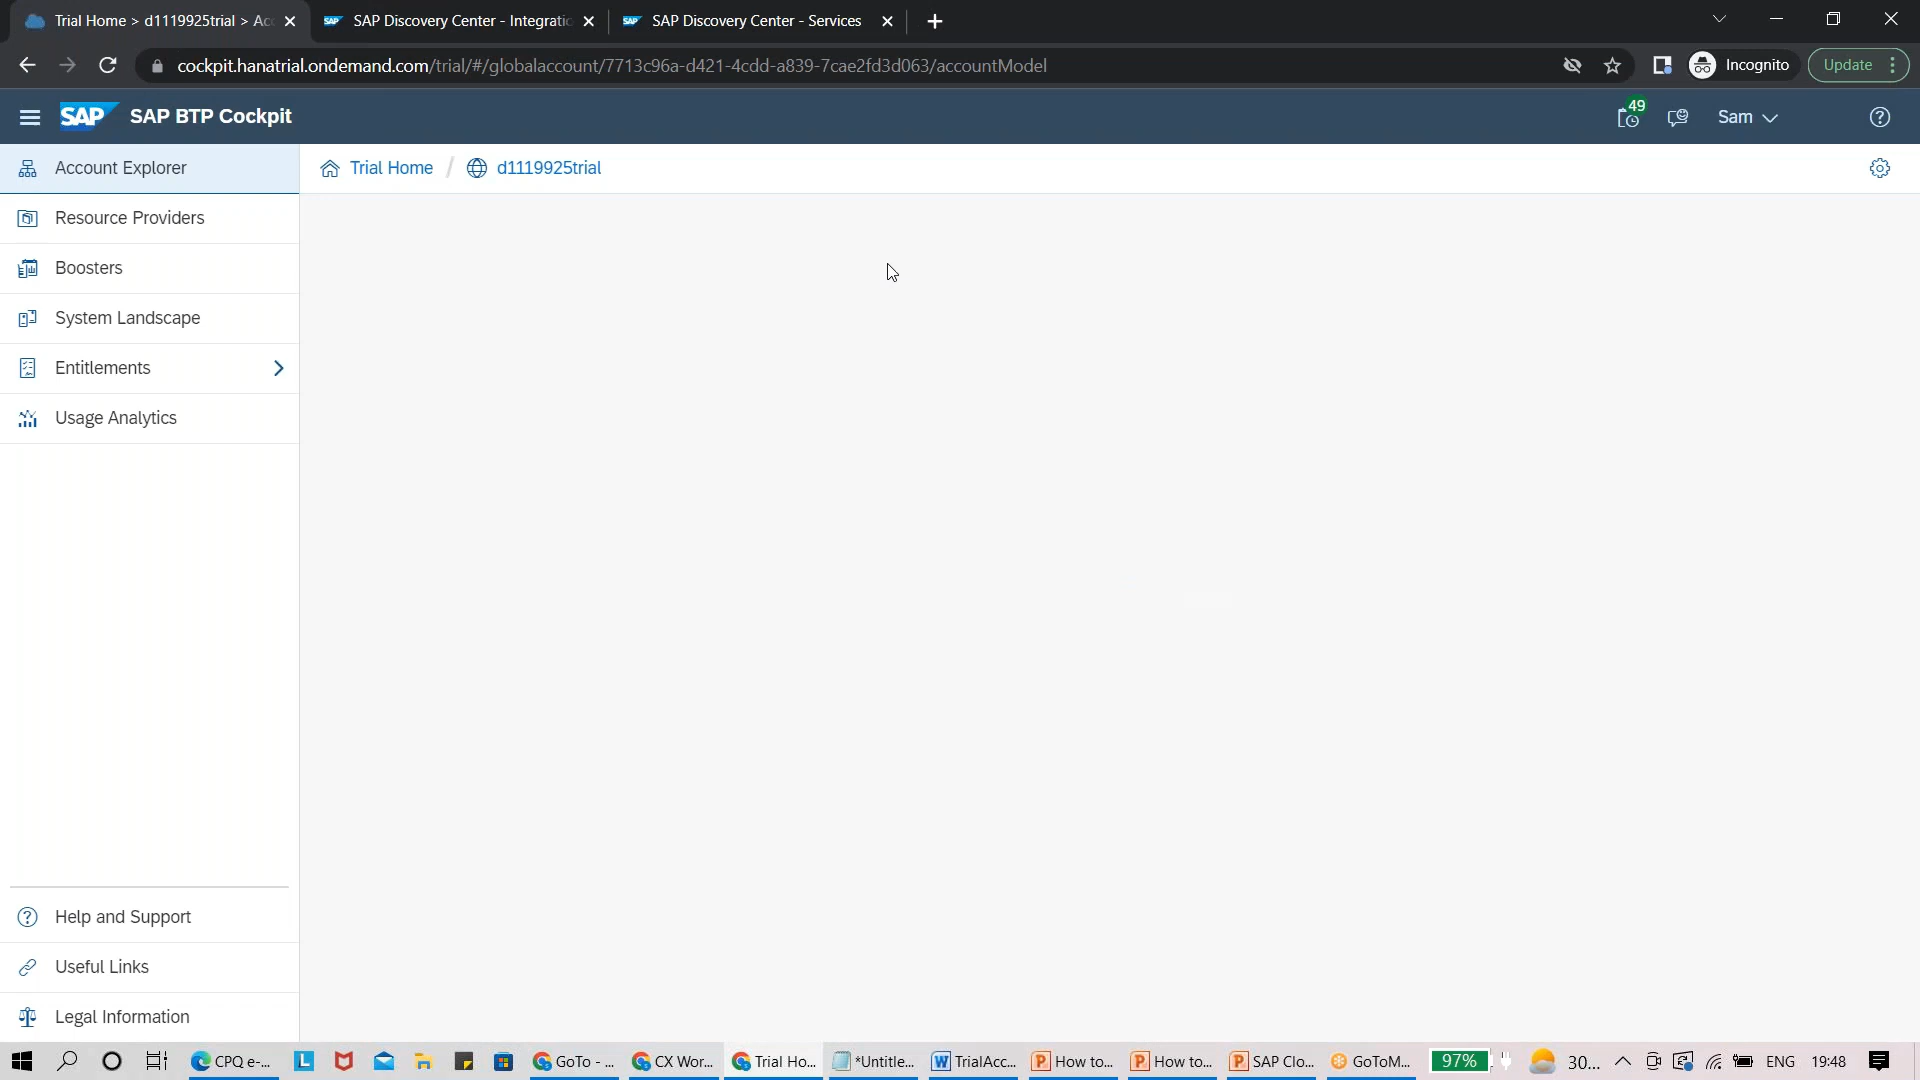 Trial Home > d1119925trial > Ac
SAP Discovery Center - Integratio
SAP Discovery Center - Services
cockpit.hanatrial.ondemand.com/trial/#/globalaccount/7713c96a-d421-4cdd-a839-7cae2fd3d063/accountModel
Incognito
Update
SAP
SAP BTP Cockpit
49
Sam
Account Explorer
Trial Home / d1119925trial
Resource Providers
Boosters
System Landscape
Entitlements
Usage Analytics
Help and Support
Useful Links
Legal Information
CPQ e-...
GoTo - ...
CX Wor...
Trial Ho...
*Untitle...
TrialAcc...
How to...
How to...
SAP Clo...
GoToM...
97%
30...
ENG
19:48